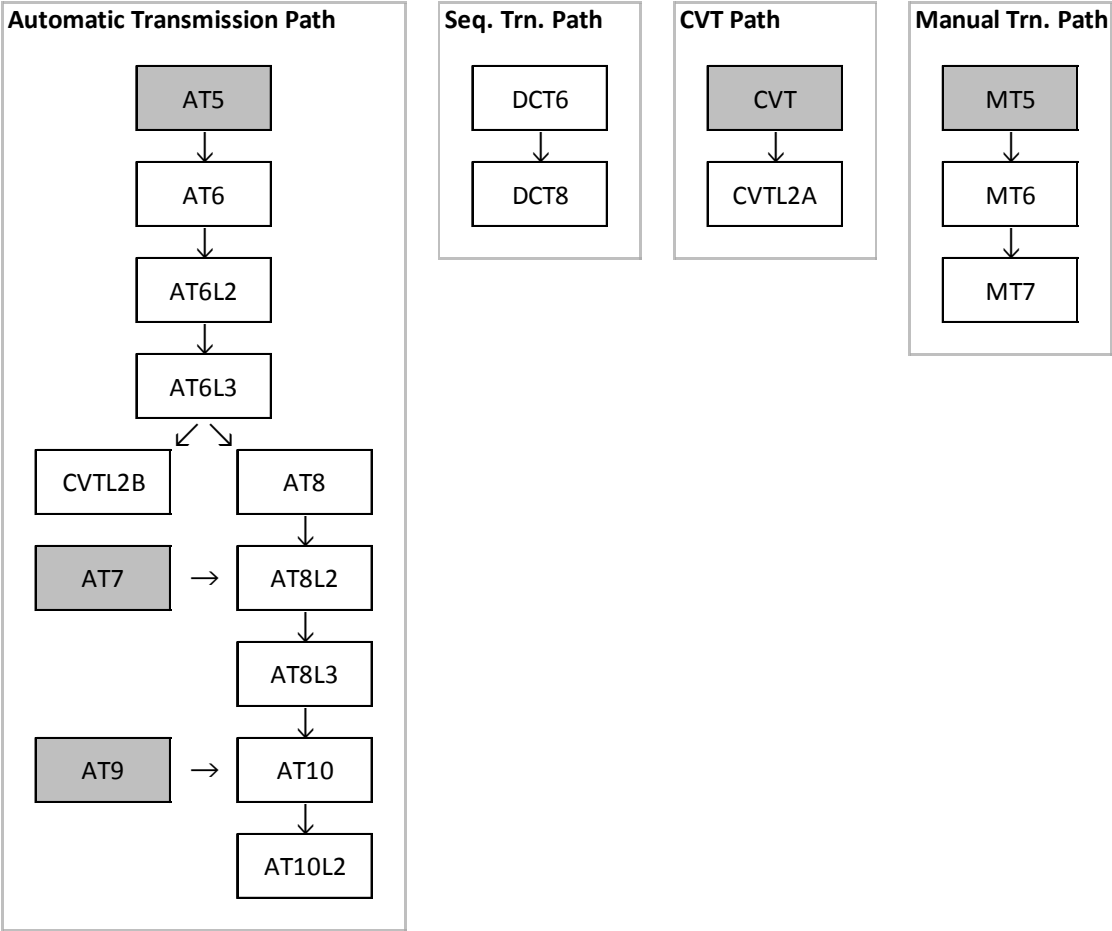 Automatic Transmission Path
AT5
AT6
AT6L2
AT6L3
CVTL2B
AT8
AT7
AT8L2
AT8L3
AT9
AT10
AT10L2
Seq. Trn. Path
DCT6
DCT8
CVT Path
CVT
CVTL2A
Manual Trn. Path
MT5
MT6
MT7